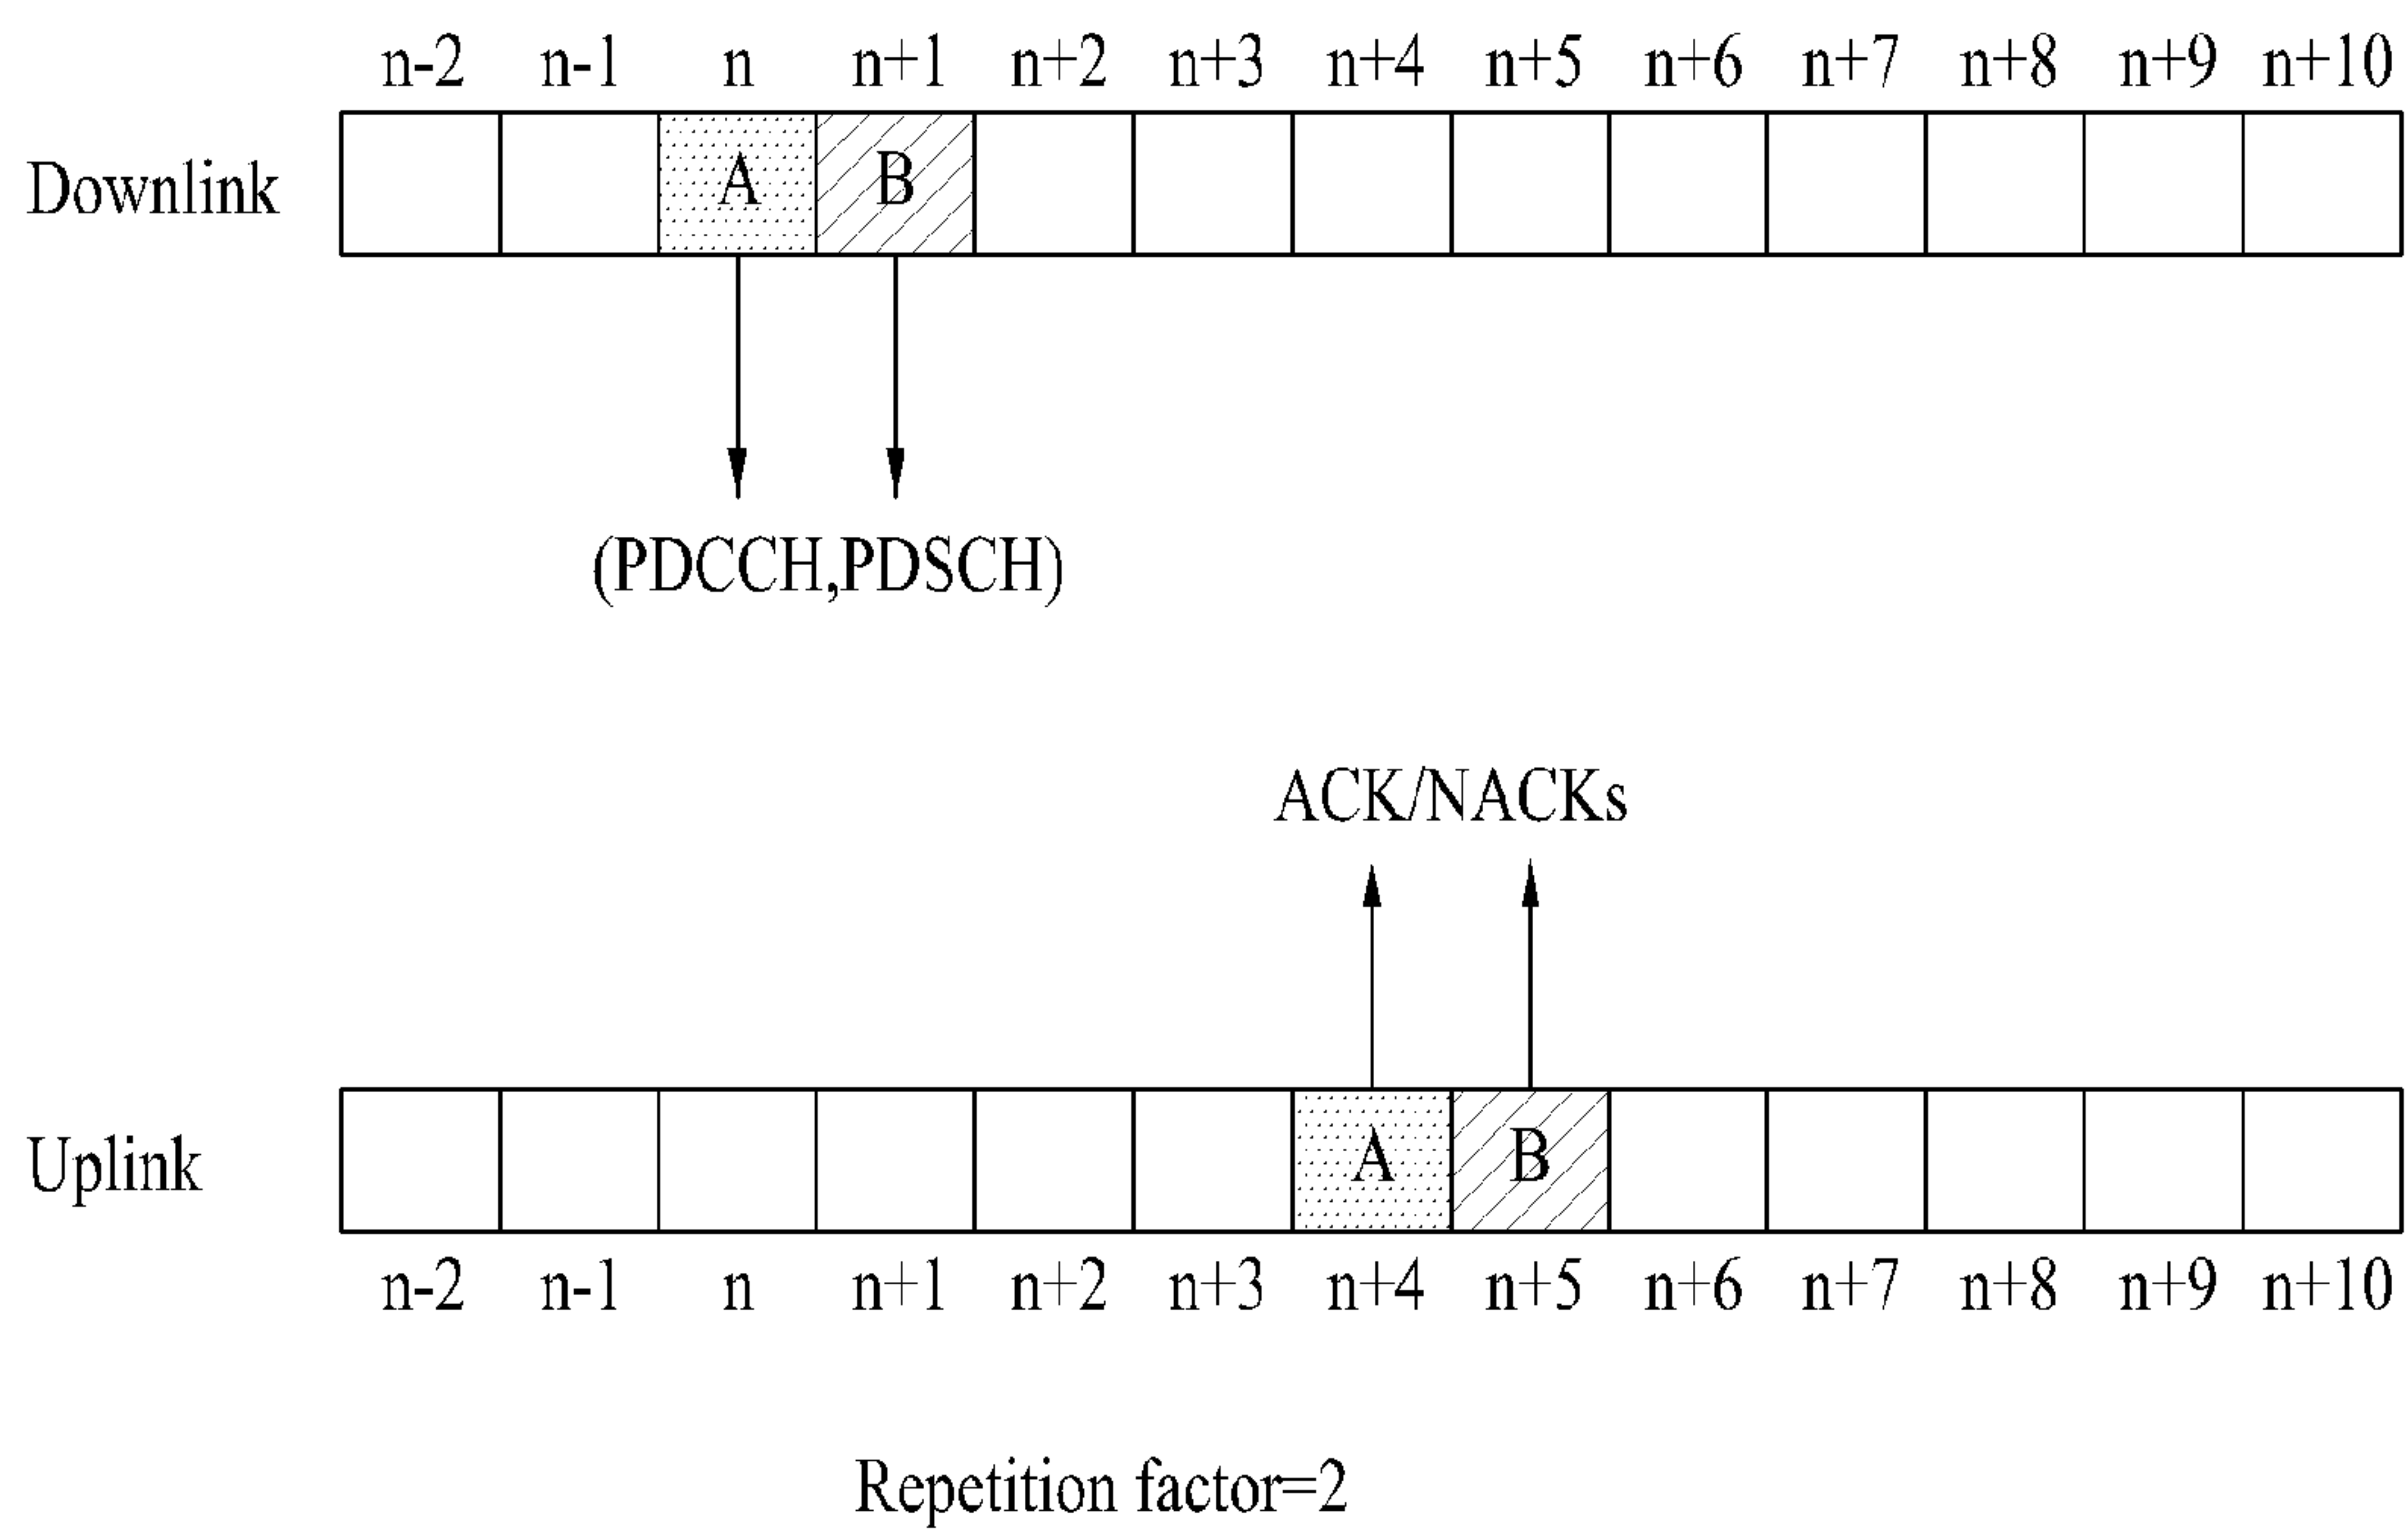 n-2 n-1 n n+1 n+2 n+3 n+4 n+5 n+6 n+7 n+8 n+9 n+10
Downlink A B
(PDCCH,PDSCH)
ACK/NACKs
Uplink A B
n-2 n-1 n n+1 n+2 n+3 n+4 n+5 n+6 n+7 n+8 n+9 n+10
Repetition factor=2